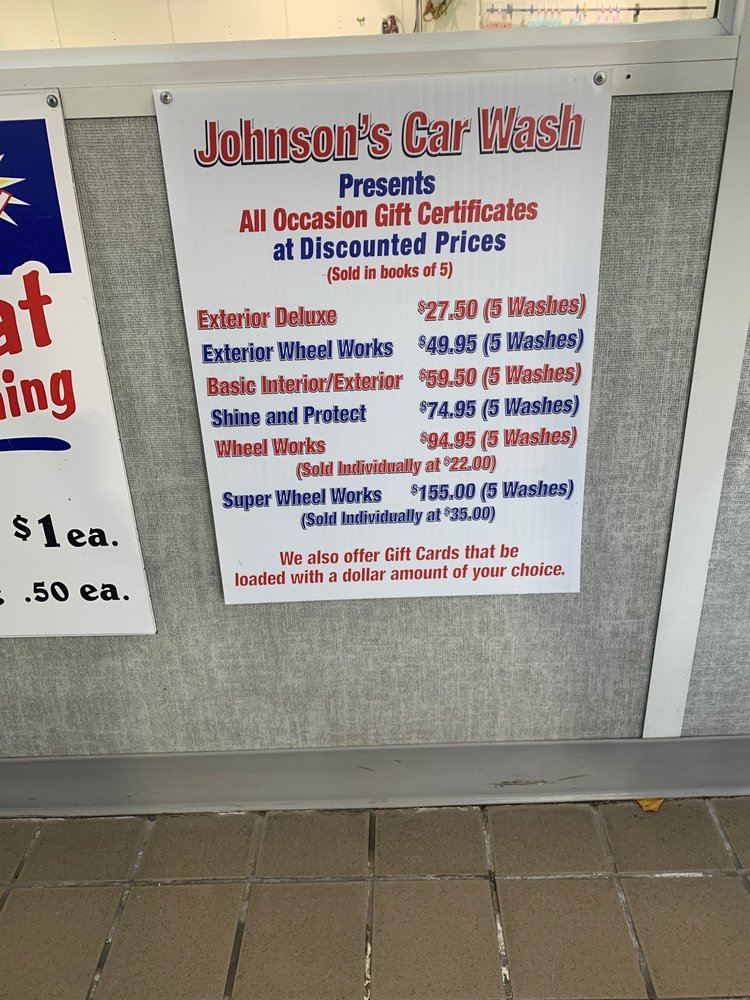 Johnson's Car Wash
Presents
All Occasion Gift Certificates
at Discounted Prices
(Sold in books of 5)
Exterior Deluxe $27.50 (5 Washes)
Exterior Wheel Works $49.95 (5 Washes)
Basic Interior/Exterior $59.50 (5 Washes)
Shine and Protect $74.95 (5 Washes)
Wheel Works $94.95 (5 Washes)
(Sold Individually at $22.00)
Super Wheel Works $155.00 (5 Washes)
(Sold Individually at $35.00)
We also offer Gift Cards that be
loaded with a dollar amount of your choice.
$1 ea.
.50 ea.